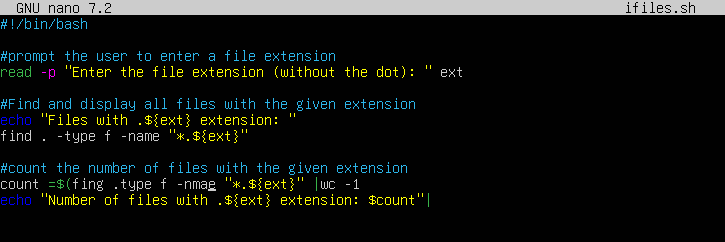 GNU nano 7.2 ifiles.sh
#!/bin/bash
#prompt the user to enter a file extension
read -p "Enter the file extension (without the dot): " ext
#Find and display all files with the given extension
echo "Files with .${ext} extension: "
find . -type f -name "*.${ext}"
#count the number of files with the given extension
count =$(fing .type f -nmae "*.${ext}" |wc -1
echo "Number of files with .${ext} extension: $count"|